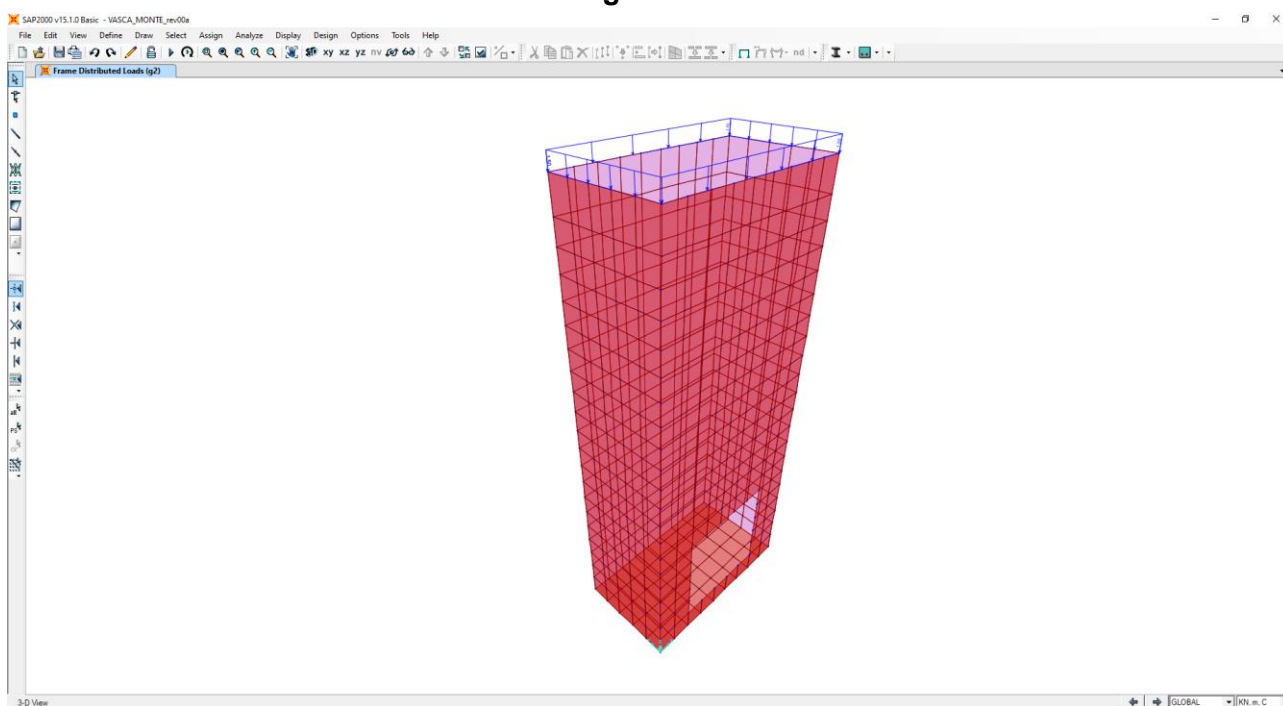 SAP2000 v15.1.0 Basic - VASCA_MONTE_rev00a
File Edit View Define Draw Select Assign Analyze Display Design Options Tools Help
xy xz yz nv nd
Frame Distributed Loads (g2)
3-D View GLOBAL KN, m, C